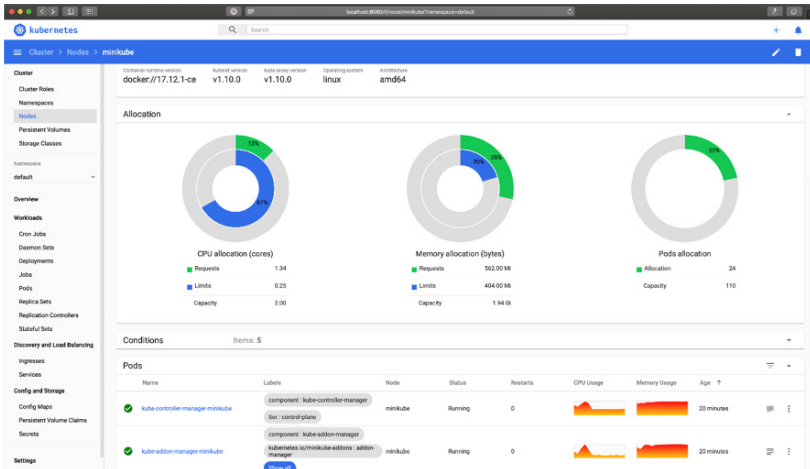 localhost:8080/#/node/minikube?namespace=default
kubernetes
Search
Cluster > Nodes > minikube
Cluster
Cluster Roles
Namespaces
Nodes
Persistent Volumes
Storage Classes
Namespace
default
Overview
Workloads
Cron Jobs
Daemon Sets
Deployments
Jobs
Pods
Replica Sets
Replication Controllers
Stateful Sets
Discovery and Load Balancing
Ingresses
Services
Config and Storage
Config Maps
Persistent Volume Claims
Secrets
Settings
Container runtime version Kubelet version Kube proxy version Operating system Architecture
docker://17.12.1-ce v1.10.0 v1.10.0 linux amd64
Allocation
13%
67%
CPU allocation (cores)
Requests 1.34
Limits 0.25
Capacity 2.00
28%
20%
Memory allocation (bytes)
Requests 562.00 Mi
Limits 404.00 Mi
Capacity 1.94 Gi
22%
Pods allocation
Allocation 24
Capacity 110
Conditions Items: 5
Pods
Name Labels Node Status Restarts CPU Usage Memory Usage Age
kube-controller-manager-minikube
component : kube-controller-manager
tier : control-plane
minikube Running 0 20 minutes
kube-addon-manager-minikube
component : kube-addon-manager
kubernetes.io/minikube-addons : addon-
manager
minikube Running 0 20 minutes
Show all